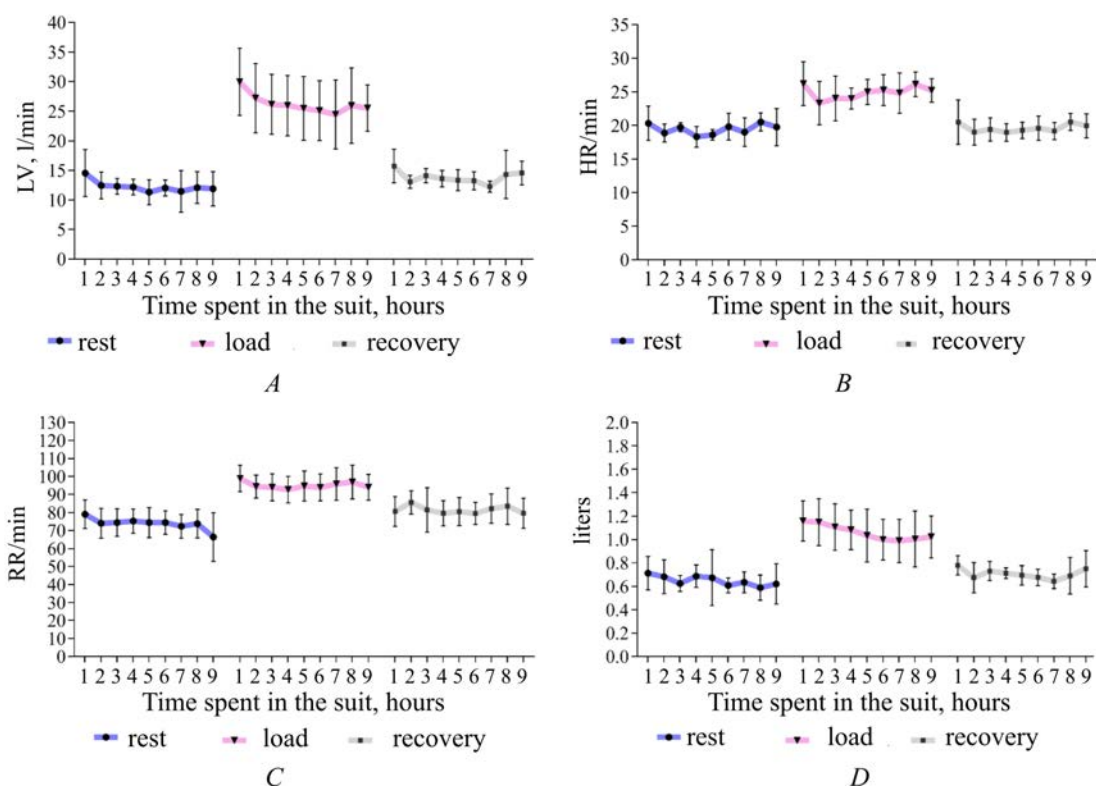 LV, l/min
40
35
30
25
20
15
10
5
0
1 2 3 4 5 6 7 8 9 1 2 3 4 5 6 7 8 9 1 2 3 4 5 6 7 8 9
Time spent in the suit, hours
rest load recovery
A
HR/min
35
30
25
20
15
10
5
0
1 2 3 4 5 6 7 8 9 1 2 3 4 5 6 7 8 9 1 2 3 4 5 6 7 8 9
Time spent in the suit, hours
rest load recovery
B
RR/min
130
120
110
100
90
80
70
60
50
40
30
20
10
0
1 2 3 4 5 6 7 8 9 1 2 3 4 5 6 7 8 9 1 2 3 4 5 6 7 8 9
Time spent in the suit, hours
rest load recovery
C
liters
2.0
1.8
1.6
1.4
1.2
1.0
0.8
0.6
0.4
0.2
0.0
1 2 3 4 5 6 7 8 9 1 2 3 4 5 6 7 8 9 1 2 3 4 5 6 7 8 9
Time spent in the suit, hours
rest load recovery
D